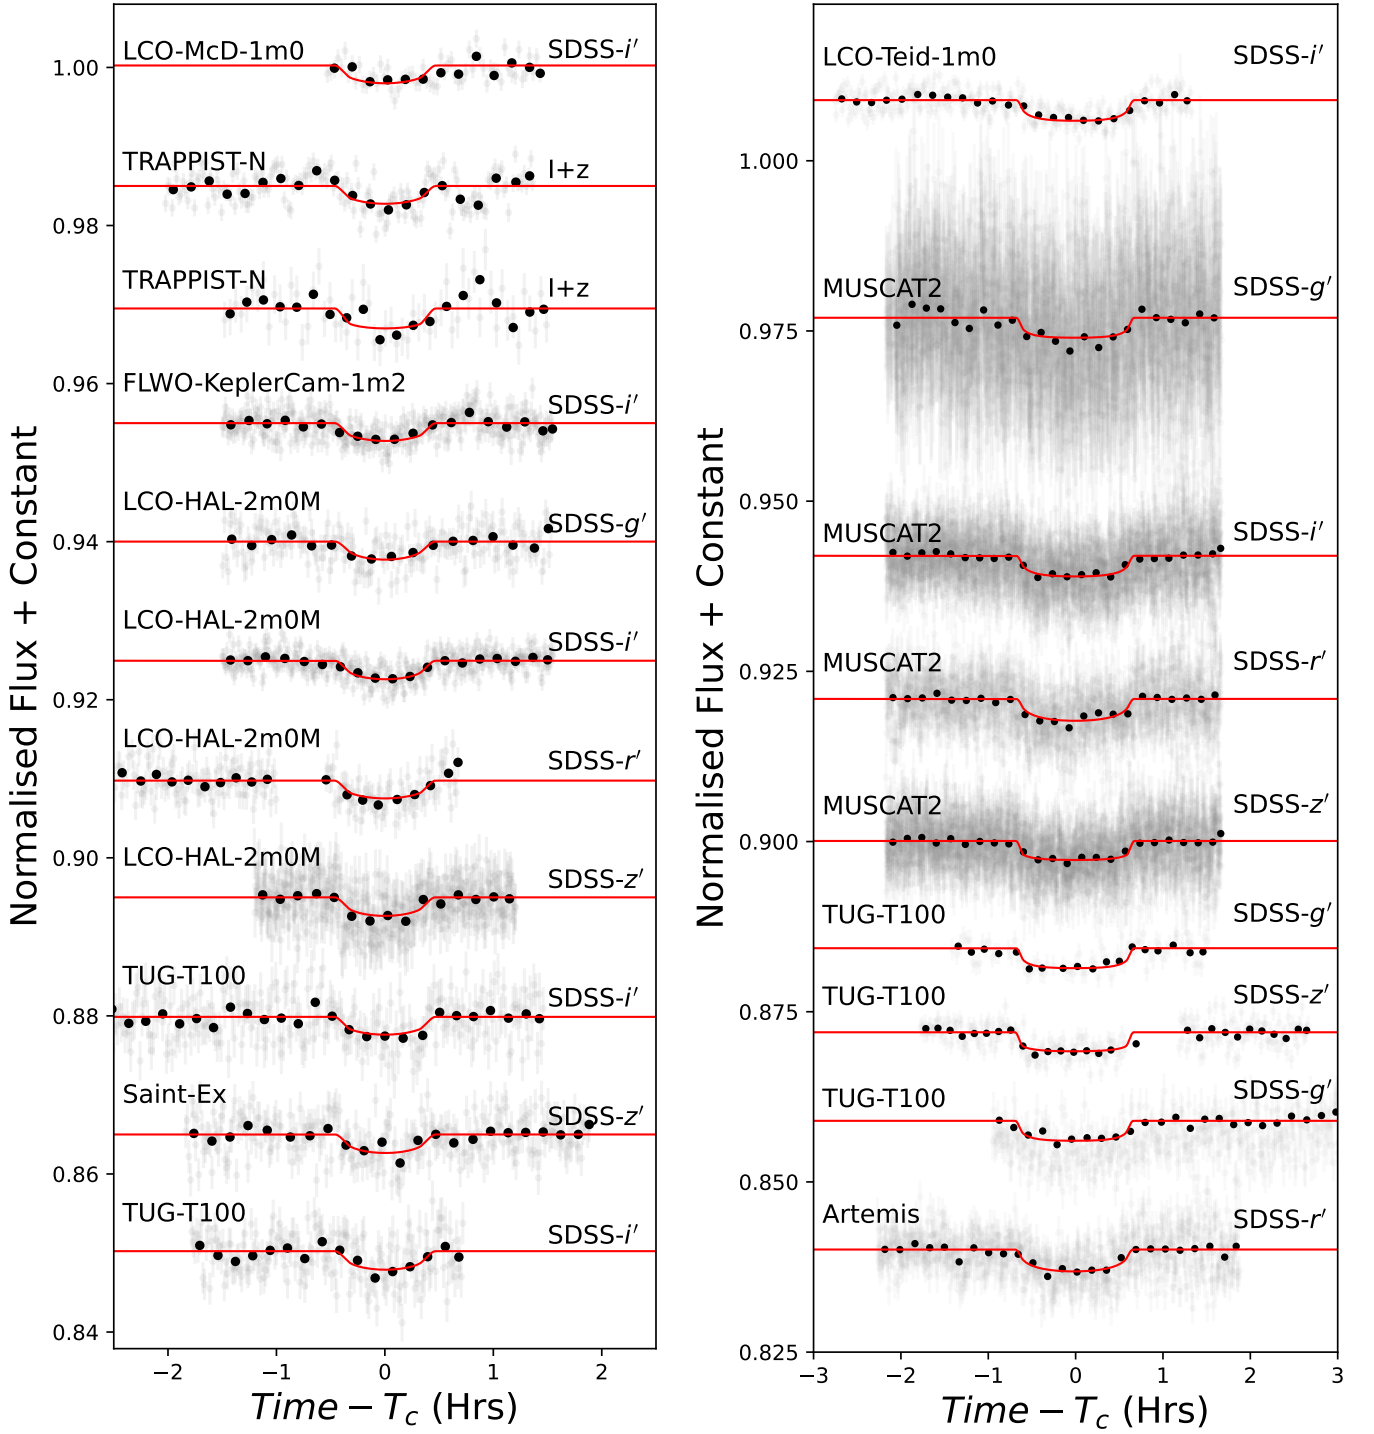 LCO-McD-1m0 SDSS-i′
TRAPPIST-N I+z
TRAPPIST-N I+z
FLWO-KeplerCam-1m2 SDSS-i′
LCO-HAL-2m0M SDSS-g′
LCO-HAL-2m0M SDSS-i′
LCO-HAL-2m0M SDSS-r′
LCO-HAL-2m0M SDSS-z′
TUG-T100 SDSS-i′
Saint-Ex SDSS-z′
TUG-T100 SDSS-i′
1.00
0.98
0.96
0.94
0.92
0.90
0.88
0.86
0.84
Normalised Flux + Constant
−2 −1 0 1 2
Time − Tc (Hrs)
LCO-Teid-1m0 SDSS-i′
MUSCAT2 SDSS-g′
MUSCAT2 SDSS-i′
MUSCAT2 SDSS-r′
MUSCAT2 SDSS-z′
TUG-T100 SDSS-g′
TUG-T100 SDSS-z′
TUG-T100 SDSS-g′
Artemis SDSS-r′
1.000
0.975
0.950
0.925
0.900
0.875
0.850
0.825
Normalised Flux + Constant
−3 −2 −1 0 1 2 3
Time − Tc (Hrs)